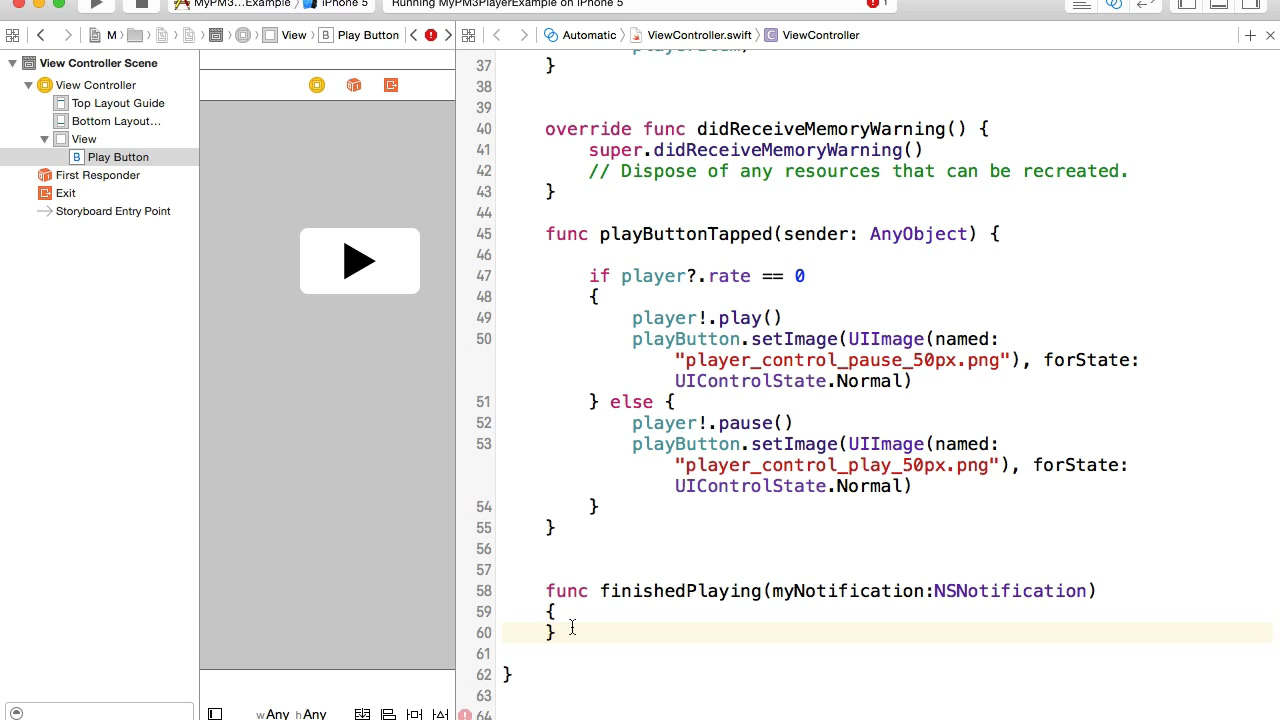 MyPM3...Example › iPhone 5 Running MyPM3PlayerExample on iPhone 5 1
M View B Play Button Automatic ViewController.swift C ViewController
View Controller Scene
View Controller
Top Layout Guide
Bottom Layout...
View
B Play Button
First Responder
Exit
Storyboard Entry Point
37 }
38
39
40 override func didReceiveMemoryWarning() {
41 super.didReceiveMemoryWarning()
42 // Dispose of any resources that can be recreated.
43 }
44
45 func playButtonTapped(sender: AnyObject) {
46
47 if player?.rate == 0
48 {
49 player!.play()
50 playButton.setImage(UIImage(named:
"player_control_pause_50px.png"), forState:
UIControlState.Normal)
51 } else {
52 player!.pause()
53 playButton.setImage(UIImage(named:
"player_control_play_50px.png"), forState:
UIControlState.Normal)
54 }
55 }
56
57
58 func finishedPlaying(myNotification:NSNotification)
59 {
60 }
61
62 }
63
64
wAny hAny